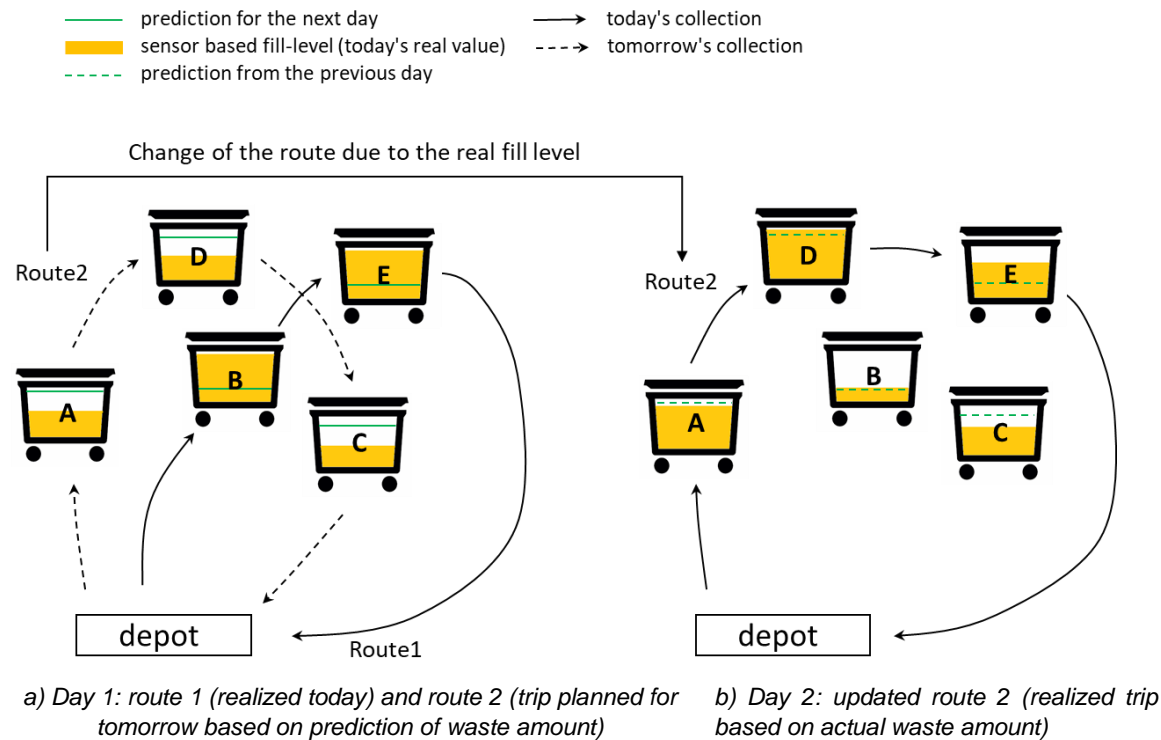 prediction for the next day
sensor based fill-level (today's real value)
prediction from the previous day
today's collection
tomorrow's collection
Change of the route due to the real fill level
Route2
D
E
B
A
C
depot
Route1
Route2
D
E
B
A
C
depot
a) Day 1: route 1 (realized today) and route 2 (trip planned for
tomorrow based on prediction of waste amount)
b) Day 2: updated route 2 (realized trip
based on actual waste amount)